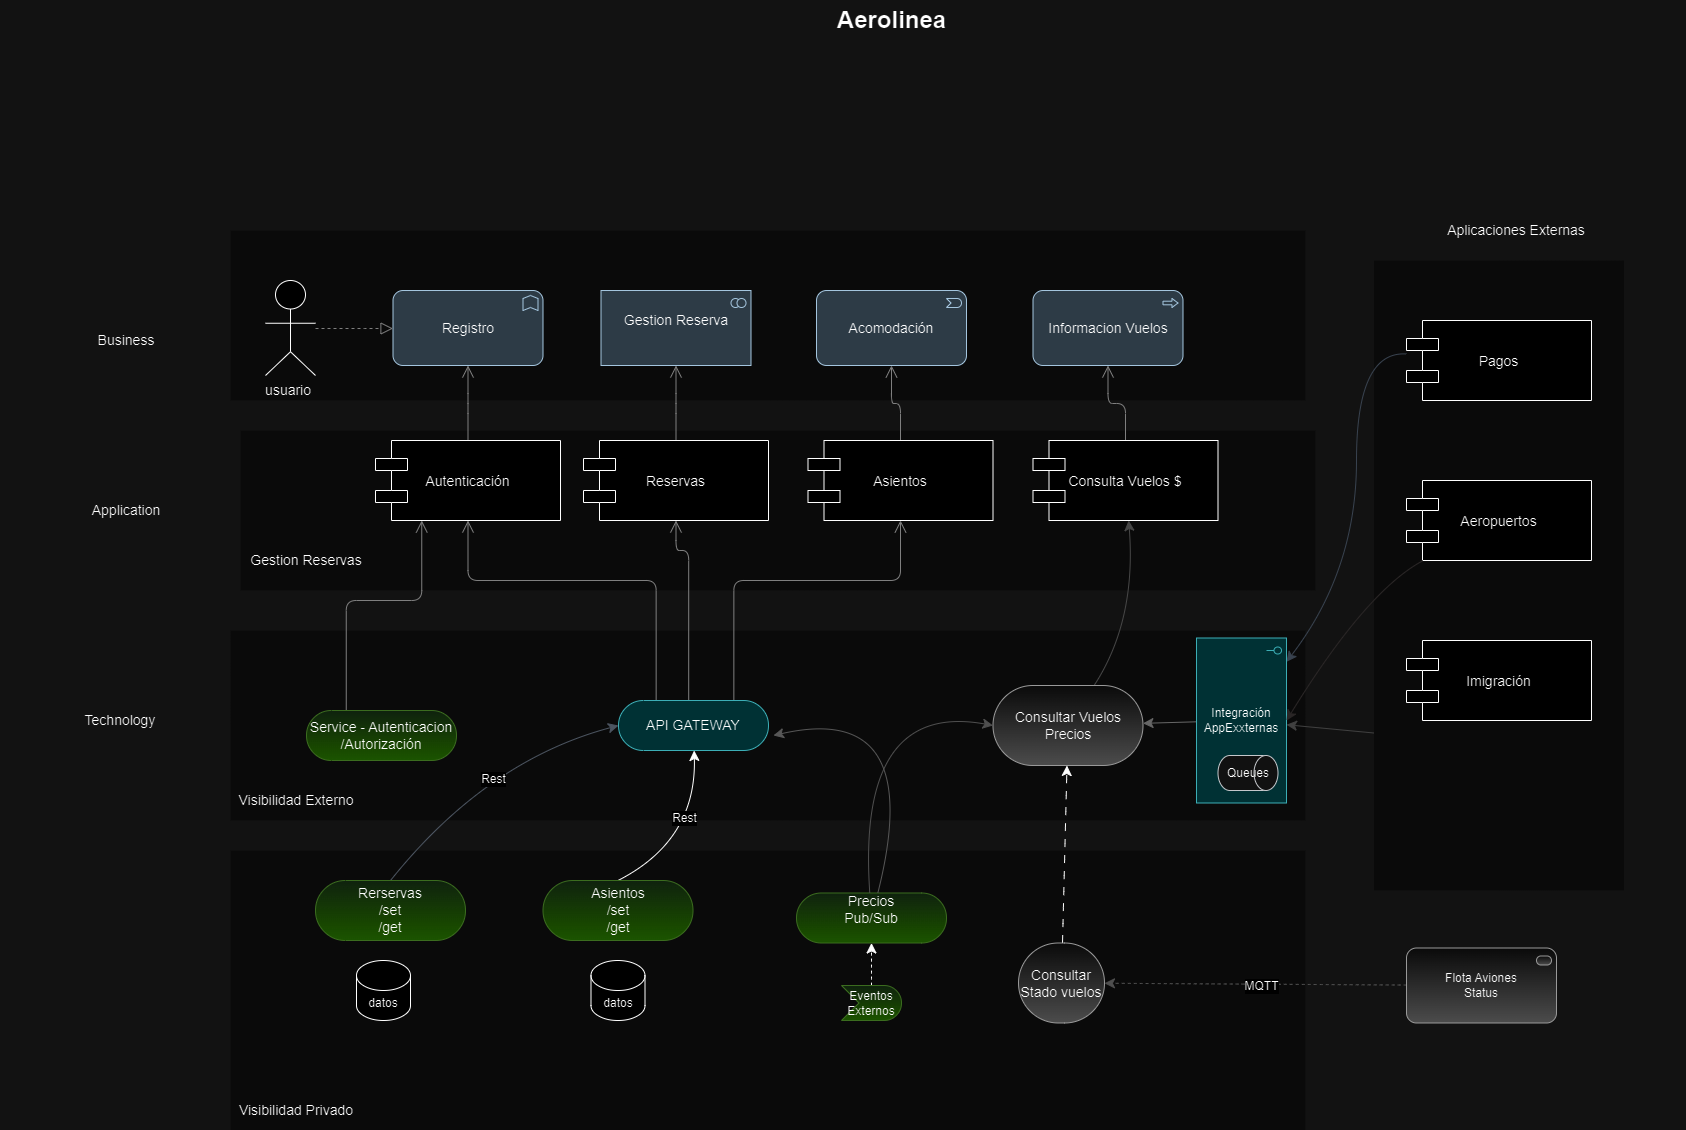 Aerolinea
Aplicaciones Externas
Business
usuario
Registro
Gestion Reserva
Acomodación
Informacion Vuelos
Pagos
Application
Autenticación
Reservas
Asientos
Consulta Vuelos $
Aeropuertos
Gestion Reservas
Imigración
Technology
Service - Autenticacion
/Autorización
API GATEWAY
Consultar Vuelos
Precios
Integración
AppExxternas
Queues
Rest
Rest
Visibilidad Externo
Rerservas
/set
/get
Asientos
/set
/get
Precios
Pub/Sub
datos
datos
Eventos
Externos
Consultar
Stado vuelos
MQTT
Flota Aviones
Status
Visibilidad Privado